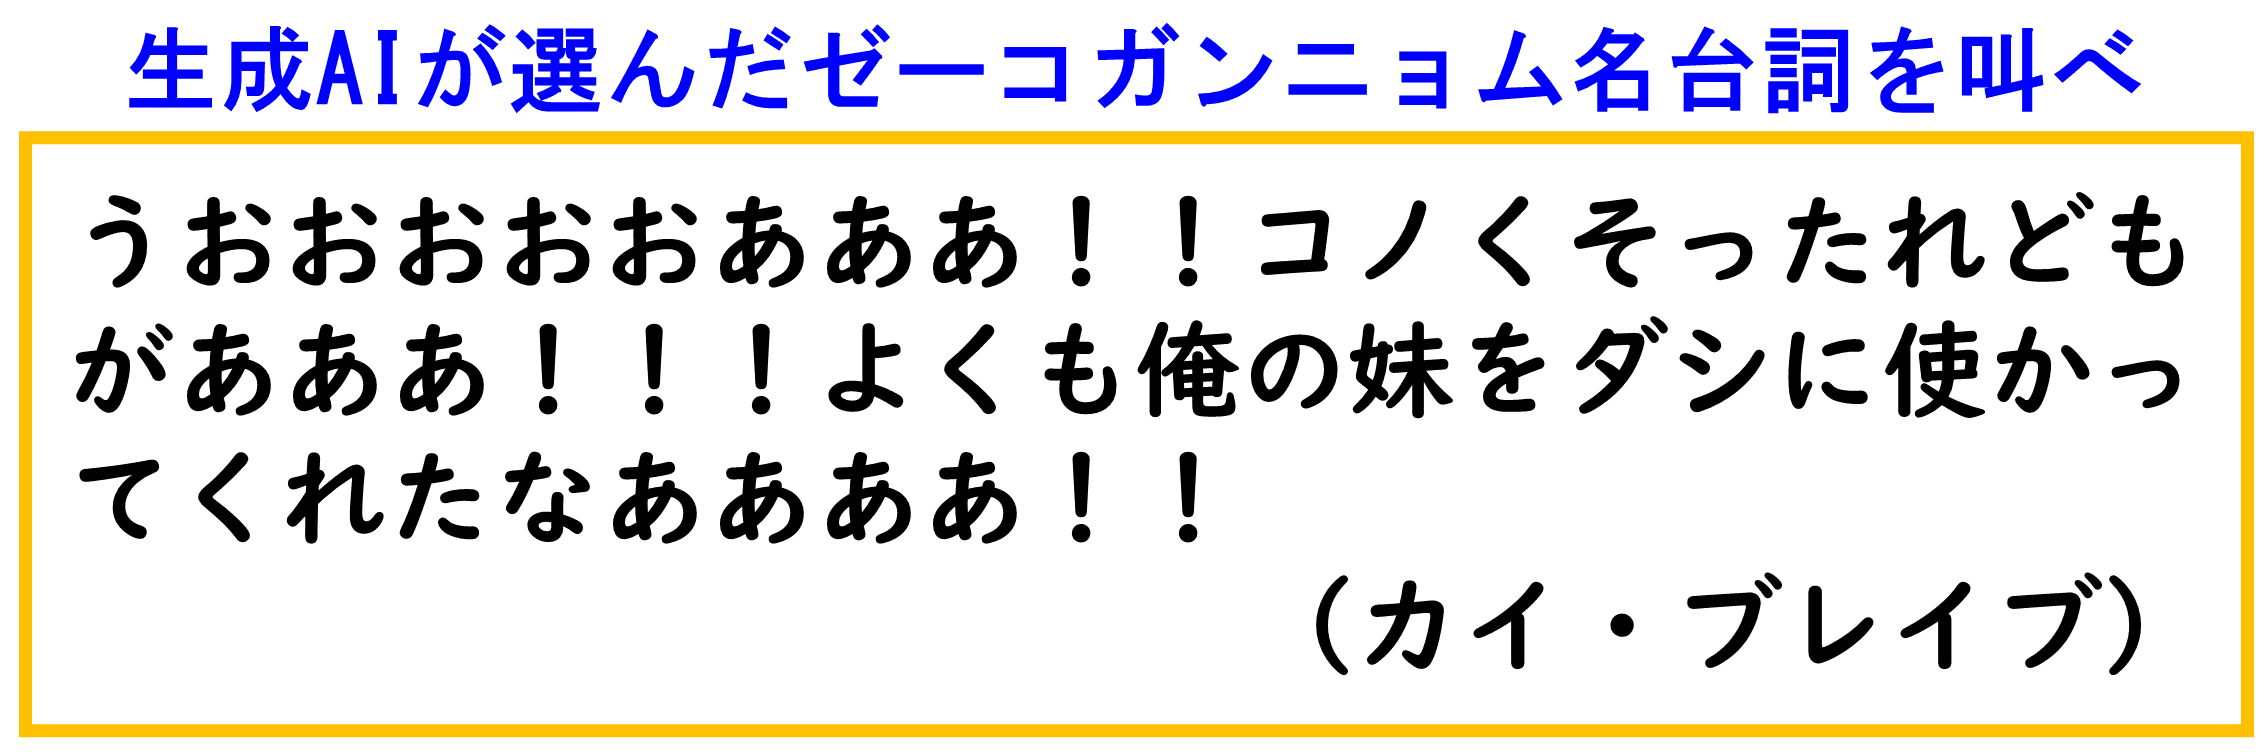 生成AIが選んだゼーコガンニョム名台詞を叫べ
うおおおおおあああ！！コノくそったれども
があああ！！！よくも俺の妹をダシに使かっ
てくれたなああああ！！
（カイ・ブレイブ）